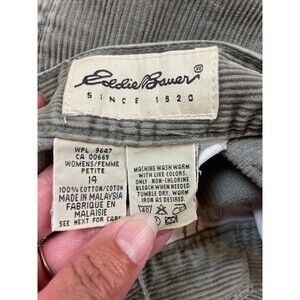 Eddie Bauer®
SINCE 1920
WPL 9647
CA 00665
WOMENS/FEMME
PETITE
14
100% COTTON/COTON
MADE IN MALAYSIA
FABRIQUE EN
MALAISIE
SEE NEXT FOR CARE
MACHINE WASH WARM
WITH LIKE COLORS.
ONLY NON-CHLORINE
BLEACH WHEN NEEDED.
TUMBLE DRY. WARM
IRON AS DESIRED.